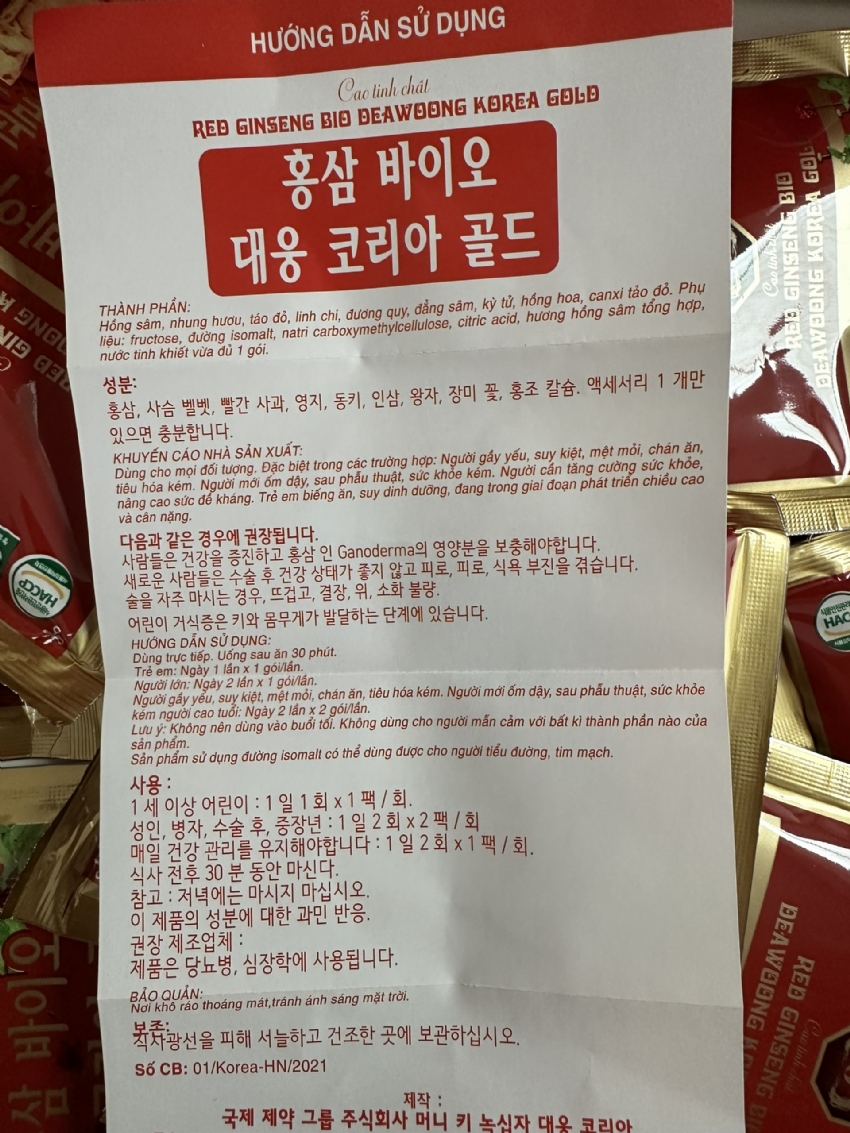 HƯỚNG DẪN SỬ DỤNG
Cao tinh chất
RED GINSENG BIO DEAWOONG KOREA GOLD
홍삼 바이오
대웅 코리아 골드
THÀNH PHẦN:
Hồng sâm, nhung hươu, táo đỏ, linh chi, đương quy, đẳng sâm, kỳ tử, hồng hoa, canxi tảo đỏ. Phụ
liệu: fructose, đường isomalt, natri carboxymethylcellulose, citric acid, hương hồng sâm tổng hợp,
nước tinh khiết vừa đủ 1 gói.
성분:
홍삼, 사슴 벨벳, 빨간 사과, 영지, 동키, 인삼, 왕자, 장미 꽃, 홍조 칼슘. 액세서리 1 개만
있으면 충분합니다.
KHUYẾN CÁO NHÀ SẢN XUẤT:
Dùng cho mọi đối tượng. Đặc biệt trong các trường hợp: Người gầy yếu, suy kiệt, mệt mỏi, chán ăn,
tiêu hóa kém. Người mới ốm dậy, sau phẫu thuật, sức khỏe kém. Người cần tăng cường sức khỏe,
nâng cao sức đề kháng. Trẻ em biếng ăn, suy dinh dưỡng, đang trong giai đoạn phát triển chiều cao
và cân nặng.
다음과 같은 경우에 권장됩니다.
사람들은 건강을 증진하고 홍삼 인 Ganoderma의 영양분을 보충해야합니다.
새로운 사람들은 수술 후 건강 상태가 좋지 않고 피로, 피로, 식욕 부진을 겪습니다.
술을 자주 마시는 경우, 뜨겁고, 결장, 위, 소화 불량.
어린이 거식증은 키와 몸무게가 발달하는 단계에 있습니다.
HƯỚNG DẪN SỬ DỤNG:
Dùng trực tiếp. Uống sau ăn 30 phút.
Trẻ em: Ngày 1 lần x 1 gói/lần.
Người lớn: Ngày 2 lần x 1 gói/lần.
Người gầy yếu, suy kiệt, mệt mỏi, chán ăn, tiêu hóa kém. Người mới ốm dậy, sau phẫu thuật, sức khỏe
kém người cao tuổi: Ngày 2 lần x 2 gói/lần.
Lưu ý: Không nên dùng vào buổi tối. Không dùng cho người mẫn cảm với bất kì thành phần nào của
sản phẩm.
Sản phẩm sử dụng đường isomalt có thể dùng được cho người tiểu đường, tim mạch.
사용 :
1 세 이상 어린이 : 1 일 1 회 x 1 팩 / 회.
성인, 병자, 수술 후, 중장년 : 1 일 2 회 x 2 팩 / 회
매일 건강 관리를 유지해야합니다 : 1 일 2 회 x 1 팩 / 회.
식사 전후 30 분 동안 마신다.
참고 : 저녁에는 마시지 마십시오.
이 제품의 성분에 대한 과민 반응.
권장 제조업체 :
제품은 당뇨병, 심장학에 사용됩니다.
BẢO QUẢN:
Nơi khô ráo thoáng mát,tránh ánh sáng mặt trời.
보존:
직사광선을 피해 서늘하고 건조한 곳에 보관하십시오.
Số CB: 01/Korea-HN/2021
제작 :
국제 제약 그룹 주식회사 머니 키 녹십자 대웅 코리아
Cao tinh chất
RED GINSENG BIO
DEAWOONG KOREA GOLD
HACCP
HAC
RED GINSENG BI
DEAWOONG K
삼 바이오